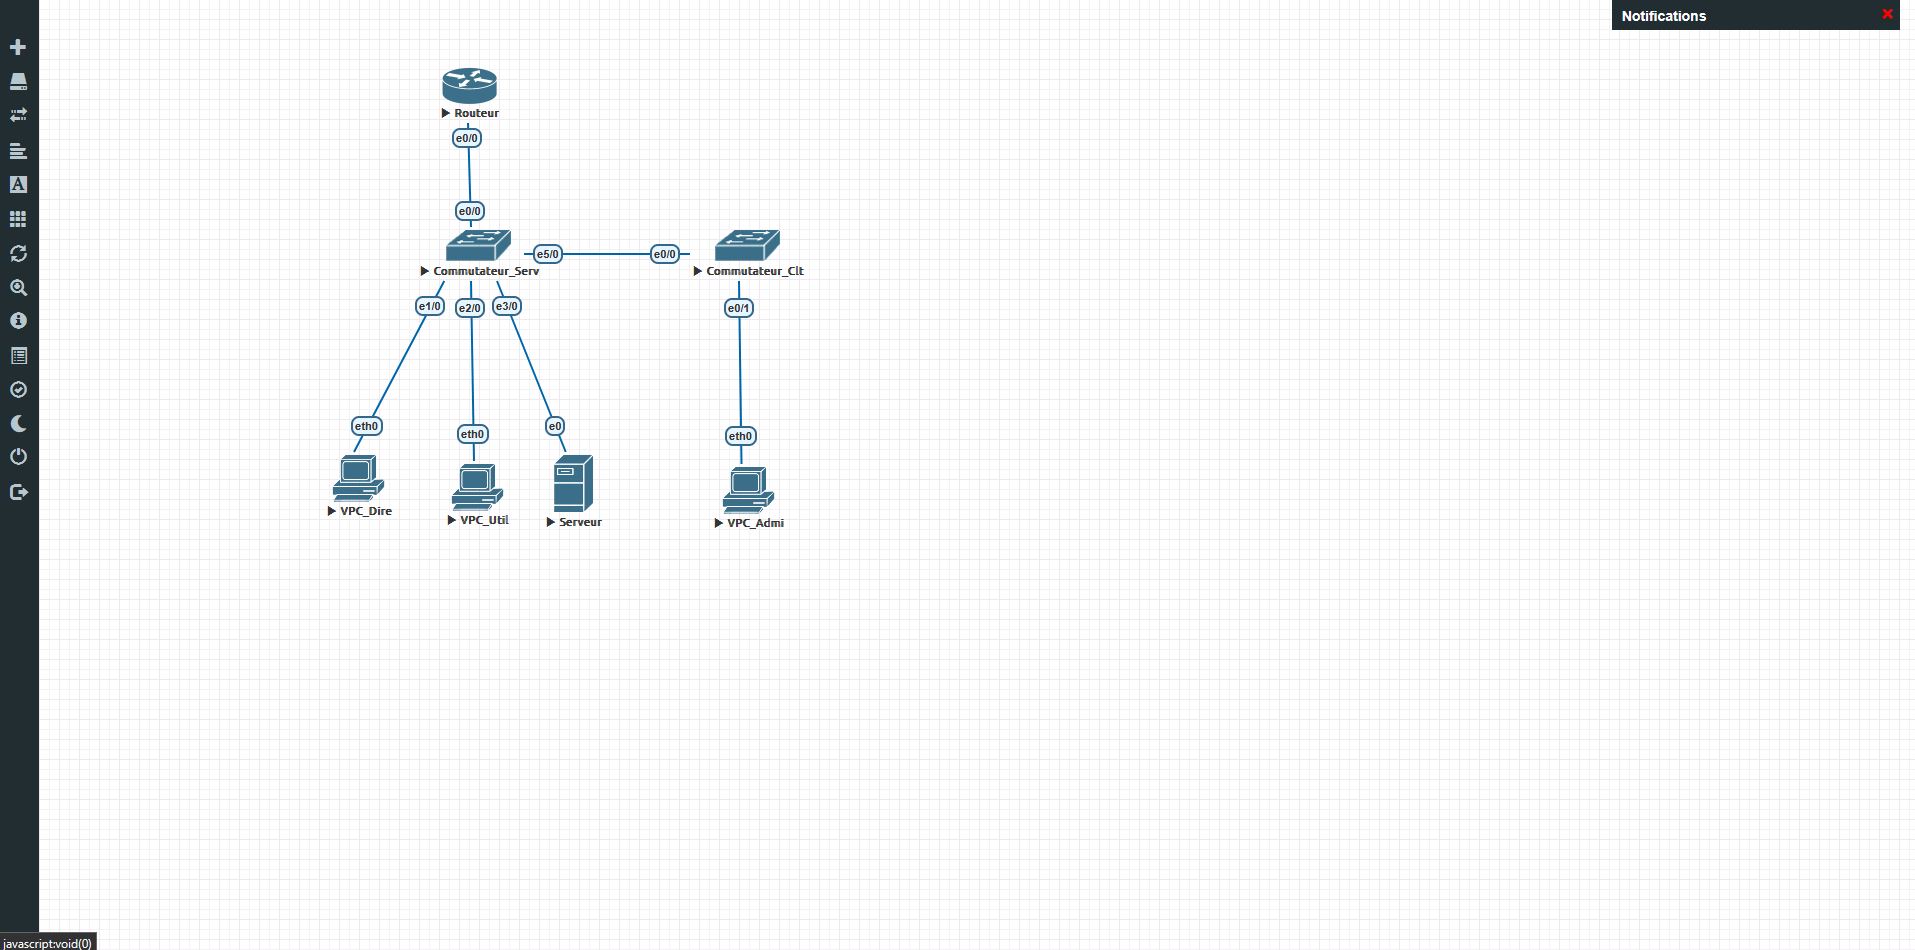 Notifications
Routeur
e0/0
e0/0
e5/0
e0/0
Commutateur_Serv
Commutateur_Clt
e1/0
e2/0
e3/0
e0/1
eth0
eth0
e0
eth0
VPC_Dire
VPC_Util
Serveur
VPC_Admi
javascript:void(0)